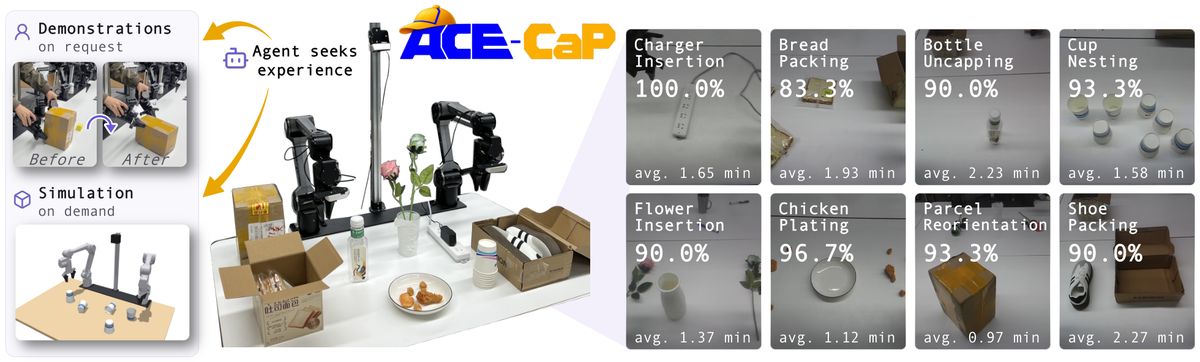 Demonstrations
on request
Before
After
Simulation
on demand
Agent seeks
experience
ACE-CaP
吐司面包
Charger
Insertion
100.0%
avg. 1.65 min
Bread
Packing
83.3%
avg. 1.93 min
Bottle
Uncapping
90.0%
avg. 2.23 min
Cup
Nesting
93.3%
avg. 1.58 min
Flower
Insertion
90.0%
avg. 1.37 min
Chicken
Plating
96.7%
avg. 1.12 min
Parcel
Reorientation
93.3%
avg. 0.97 min
Shoe
Packing
90.0%
avg. 2.27 min